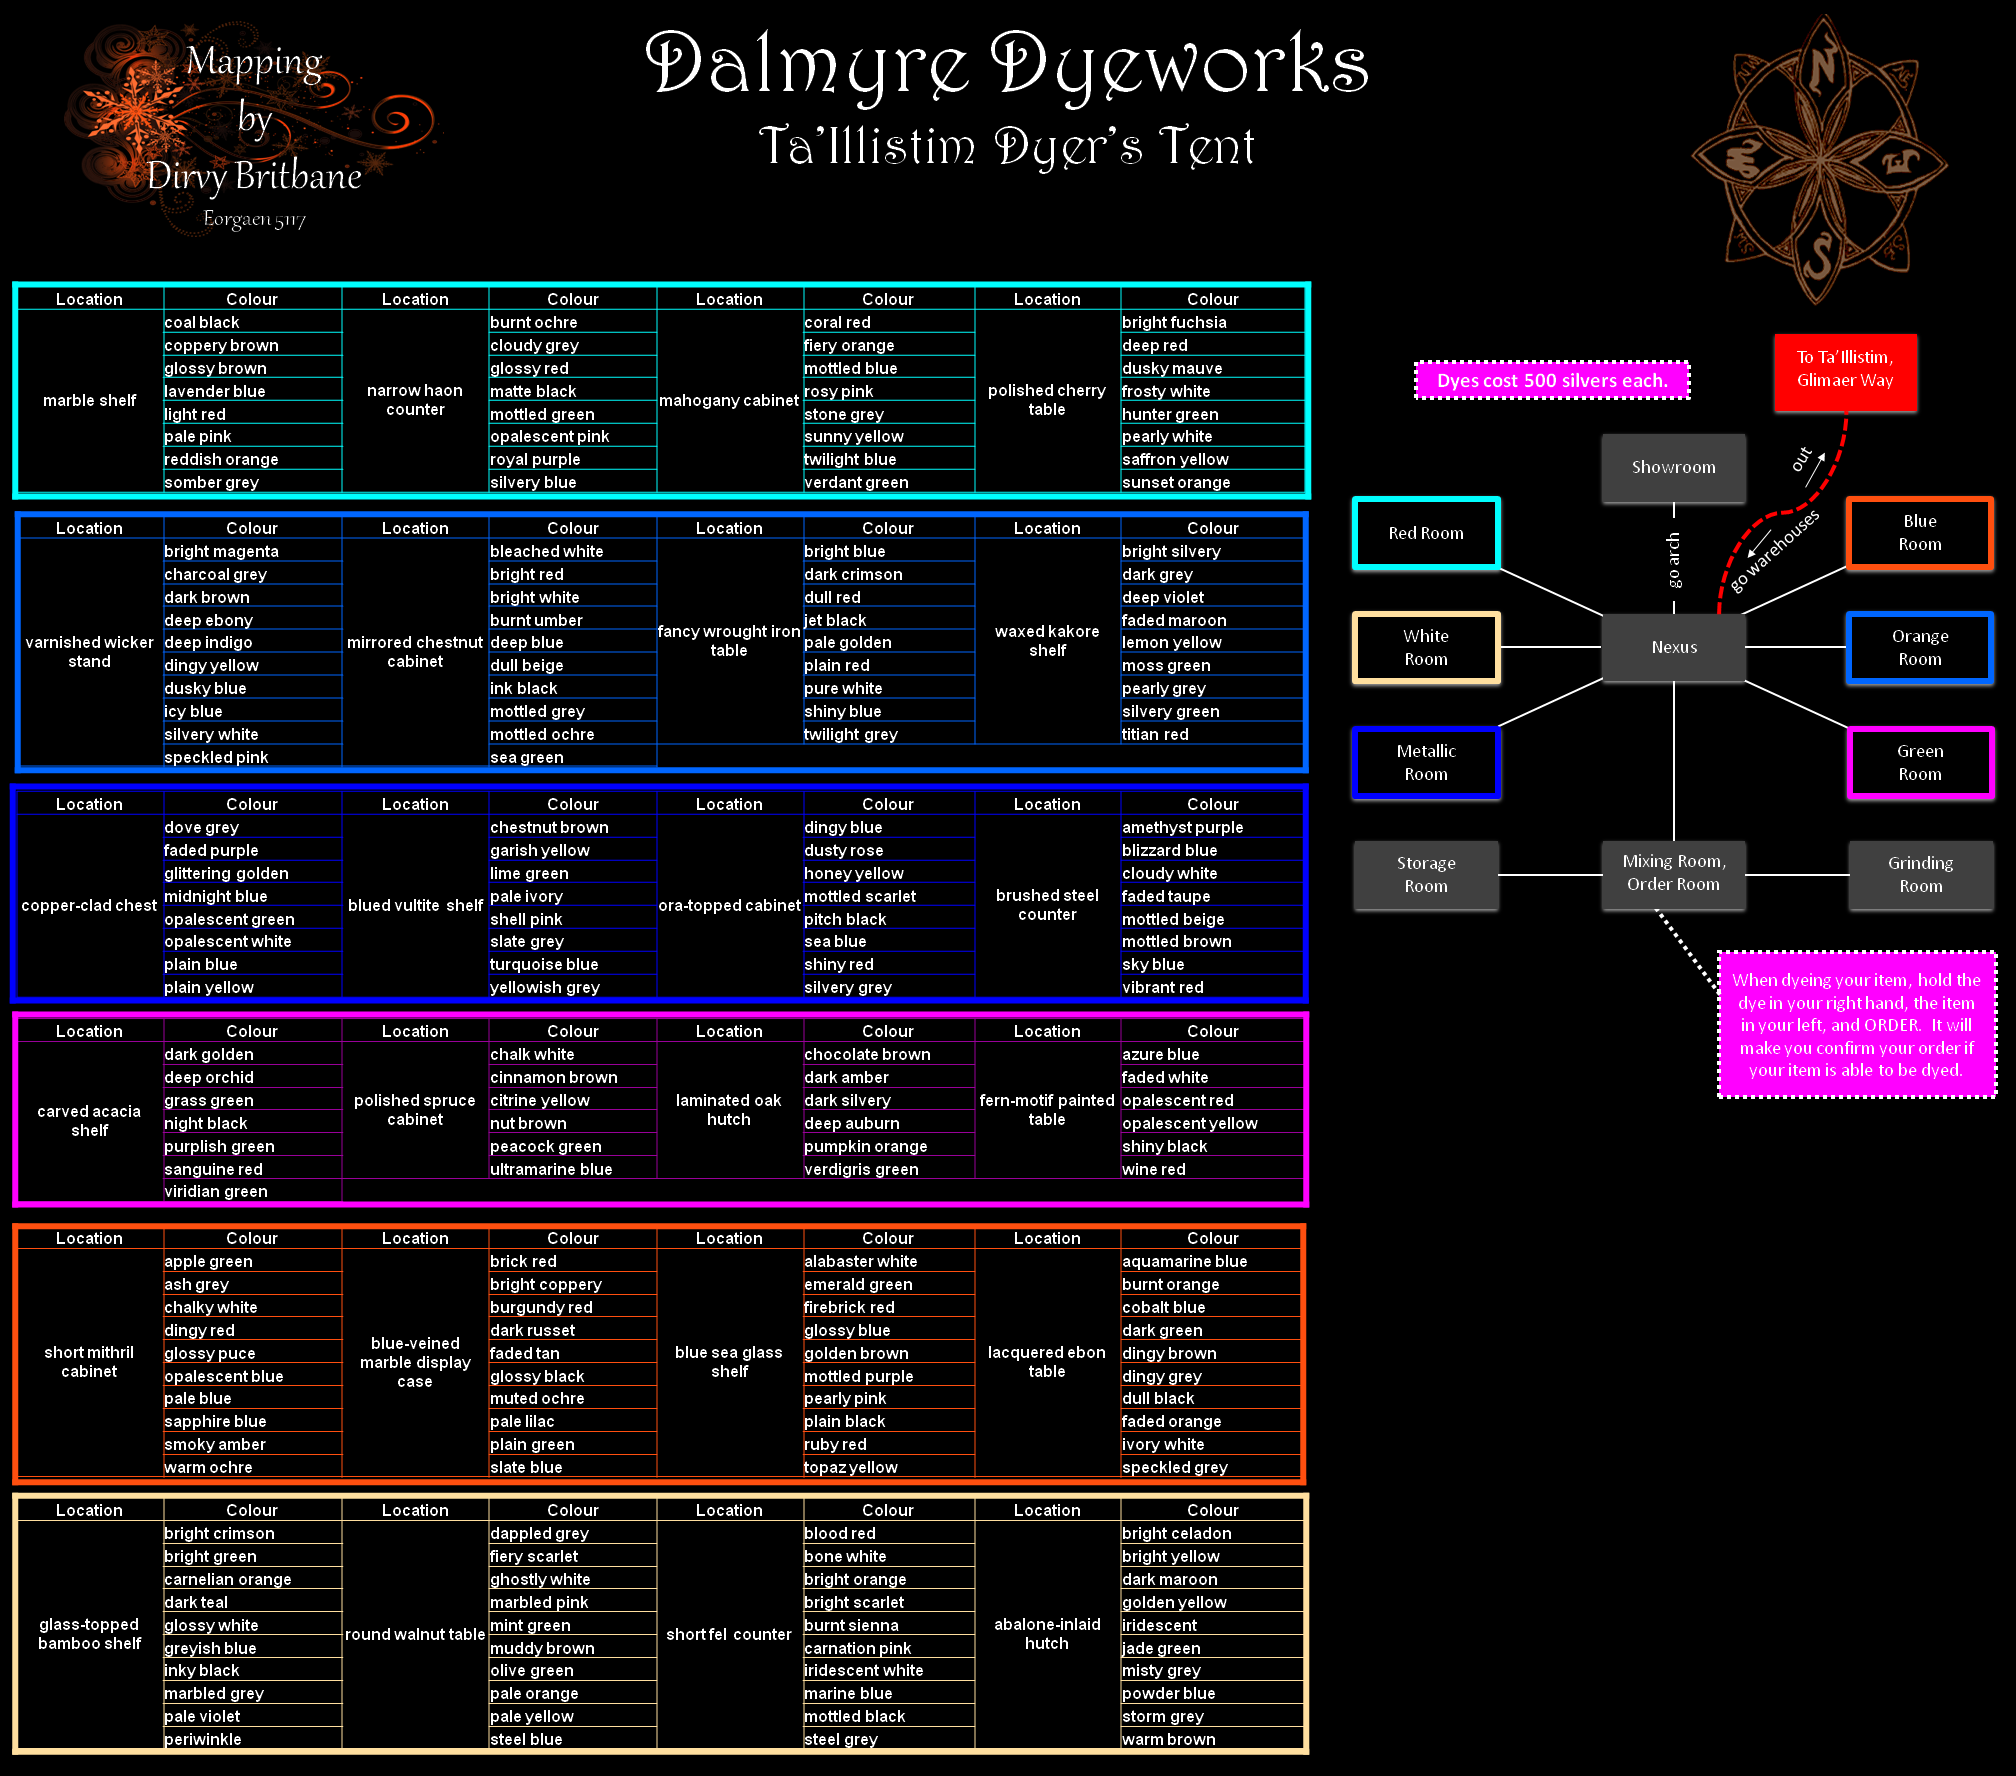 Mapping
by
Dirvy Britbane
Eorgaen 5117
Dalmyre Dyeworks
Ta'Illistim Dyer's Tent
N
E
W
S
Location Colour Location Colour Location Colour Location Colour
marble shelf
coal black
coppery brown
glossy brown
lavender blue
light red
pale pink
reddish orange
somber grey
narrow haon
counter
burnt ochre
cloudy grey
glossy red
matte black
mottled green
opalescent pink
royal purple
silvery blue
mahogany cabinet
coral red
fiery orange
mottled blue
rosy pink
stone grey
sunny yellow
twilight blue
verdant green
polished cherry
table
bright fuchsia
deep red
dusky mauve
frosty white
hunter green
pearly white
saffron yellow
sunset orange
Location Colour Location Colour Location Colour Location Colour
varnished wicker
stand
bright magenta
charcoal grey
dark brown
deep ebony
deep indigo
dingy yellow
dusky blue
icy blue
silvery white
speckled pink
mirrored chestnut
cabinet
bleached white
bright red
bright white
burnt umber
deep blue
dull beige
ink black
mottled grey
mottled ochre
sea green
fancy wrought iron
table
bright blue
dark crimson
dull red
jet black
pale golden
plain red
pure white
shiny blue
twilight grey
waxed kakore
shelf
bright silvery
dark grey
deep violet
faded maroon
lemon yellow
moss green
pearly grey
silvery green
titian red
Location Colour Location Colour Location Colour Location Colour
copper-clad chest
dove grey
faded purple
glittering golden
midnight blue
opalescent green
opalescent white
plain blue
plain yellow
blued vultite shelf
chestnut brown
garish yellow
lime green
pale ivory
shell pink
slate grey
turquoise blue
yellowish grey
ora-topped cabinet
dingy blue
dusty rose
honey yellow
mottled scarlet
pitch black
sea blue
shiny red
silvery grey
brushed steel
counter
amethyst purple
blizzard blue
cloudy white
faded taupe
mottled beige
mottled brown
sky blue
vibrant red
Location Colour Location Colour Location Colour Location Colour
carved acacia
shelf
dark golden
deep orchid
grass green
night black
purplish green
sanguine red
viridian green
polished spruce
cabinet
chalk white
cinnamon brown
citrine yellow
nut brown
peacock green
ultramarine blue
laminated oak
hutch
chocolate brown
dark amber
dark silvery
deep auburn
pumpkin orange
verdigris green
fern-motif painted
table
azure blue
faded white
opalescent red
opalescent yellow
shiny black
wine red
Location Colour Location Colour Location Colour Location Colour
short mithril
cabinet
apple green
ash grey
chalky white
dingy red
glossy puce
opalescent blue
pale blue
sapphire blue
smoky amber
warm ochre
blue-veined
marble display
case
brick red
bright coppery
burgundy red
dark russet
faded tan
glossy black
muted ochre
pale lilac
plain green
slate blue
blue sea glass
shelf
alabaster white
emerald green
firebrick red
glossy blue
golden brown
mottled purple
pearly pink
plain black
ruby red
topaz yellow
lacquered ebon
table
aquamarine blue
burnt orange
cobalt blue
dark green
dingy brown
dingy grey
dull black
faded orange
ivory white
speckled grey
Location Colour Location Colour Location Colour Location Colour
glass-topped
bamboo shelf
bright crimson
bright green
carnelian orange
dark teal
glossy white
greyish blue
inky black
marbled grey
pale violet
periwinkle
round walnut table
dappled grey
fiery scarlet
ghostly white
marbled pink
mint green
muddy brown
olive green
pale orange
pale yellow
steel blue
short fel counter
blood red
bone white
bright orange
bright scarlet
burnt sienna
carnation pink
iridescent white
marine blue
mottled black
steel grey
abalone-inlaid
hutch
bright celadon
bright yellow
dark maroon
golden yellow
iridescent
jade green
misty grey
powder blue
storm grey
warm brown
Dyes cost 500 silvers each.
To Ta'Illistim,
Glimaer Way
out
go warehouses
Showroom
go arch
Red Room
Blue
Room
White
Room
Nexus
Orange
Room
Metallic
Room
Green
Room
Storage
Room
Mixing Room,
Order Room
Grinding
Room
When dyeing your item, hold the
dye in your right hand, the item
in your left, and ORDER. It will
make you confirm your order if
your item is able to be dyed.